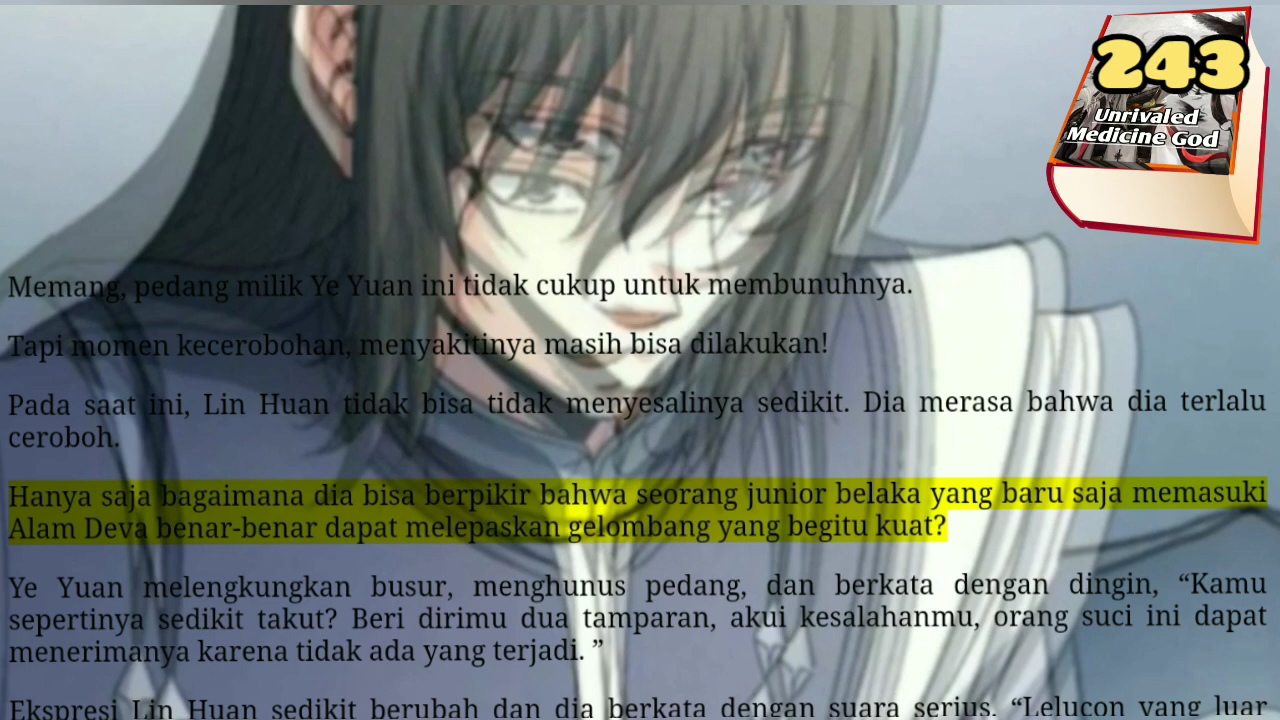 243
Unrivaled
Medicine God
Memang, pedang milik Ye Yuan ini tidak cukup untuk membunuhnya.
Tapi momen kecerobohan, menyakitinya masih bisa dilakukan!
Pada saat ini, Lin Huan tidak bisa tidak menyesalinya sedikit. Dia merasa bahwa dia terlalu
ceroboh.
Hanya saja bagaimana dia bisa berpikir bahwa seorang junior belaka yang baru saja memasuki
Alam Deva benar-benar dapat melepaskan gelombang yang begitu kuat?
Ye Yuan melengkungkan busur, menghunus pedang, dan berkata dengan dingin, “Kamu
sepertinya sedikit takut? Beri dirimu dua tamparan, akui kesalahanmu, orang suci ini dapat
menerimanya karena tidak ada yang terjadi. ”
Ekspresi Lin Huan sedikit berubah dan dia berkata dengan suara serius, “Lelucon yang luar